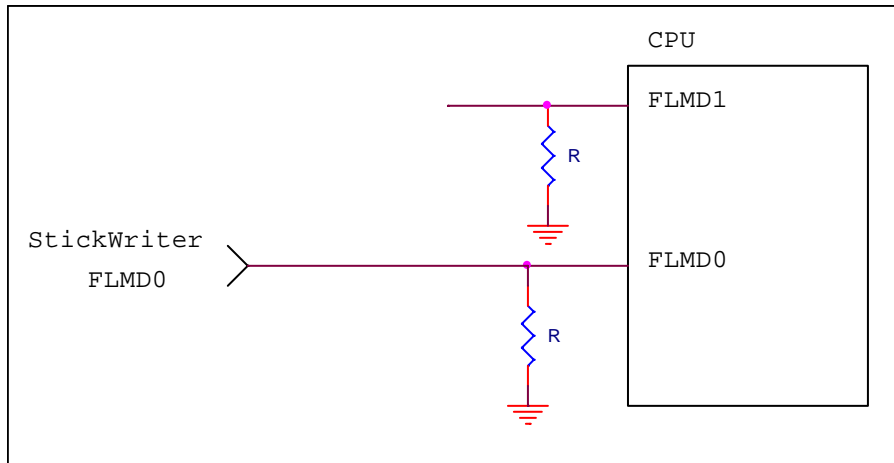 CPU
FLMD1
R
StickWriter
FLMD0
FLMD0
R